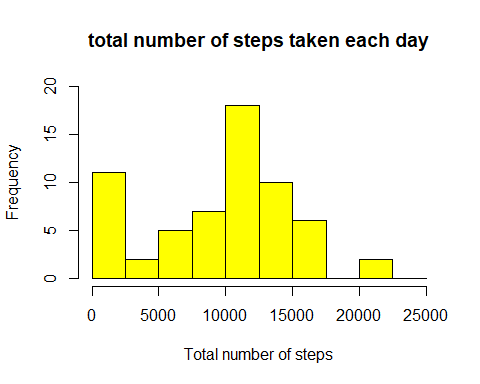 total number of steps taken each day
Frequency
20
15
10
5
0
0 5000 10000 15000 20000 25000
Total number of steps